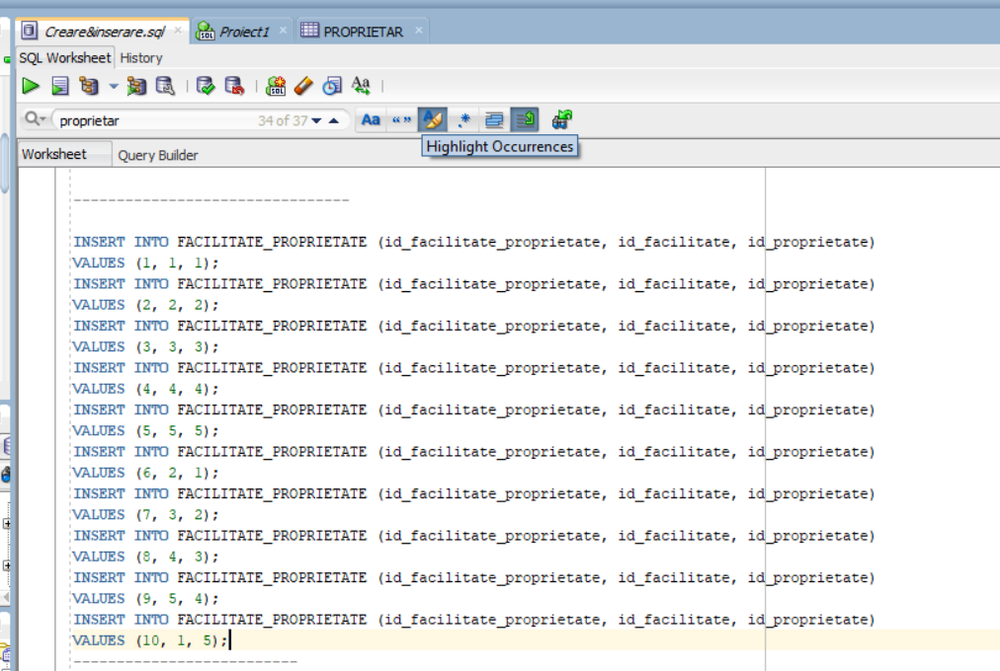 Creare&inserare.sql × SQL Proiect1 × PROPRIETAR ×
SQL Worksheet History
SQL Aa
proprietar 34 of 37 Aa “” .*
Highlight Occurrences
Worksheet Query Builder
--------------------------------
INSERT INTO FACILITATE_PROPRIETATE (id_facilitate_proprietate, id_facilitate, id_proprietate)
VALUES (1, 1, 1);
INSERT INTO FACILITATE_PROPRIETATE (id_facilitate_proprietate, id_facilitate, id_proprietate)
VALUES (2, 2, 2);
INSERT INTO FACILITATE_PROPRIETATE (id_facilitate_proprietate, id_facilitate, id_proprietate)
VALUES (3, 3, 3);
INSERT INTO FACILITATE_PROPRIETATE (id_facilitate_proprietate, id_facilitate, id_proprietate)
VALUES (4, 4, 4);
INSERT INTO FACILITATE_PROPRIETATE (id_facilitate_proprietate, id_facilitate, id_proprietate)
VALUES (5, 5, 5);
INSERT INTO FACILITATE_PROPRIETATE (id_facilitate_proprietate, id_facilitate, id_proprietate)
VALUES (6, 2, 1);
INSERT INTO FACILITATE_PROPRIETATE (id_facilitate_proprietate, id_facilitate, id_proprietate)
VALUES (7, 3, 2);
INSERT INTO FACILITATE_PROPRIETATE (id_facilitate_proprietate, id_facilitate, id_proprietate)
VALUES (8, 4, 3);
INSERT INTO FACILITATE_PROPRIETATE (id_facilitate_proprietate, id_facilitate, id_proprietate)
VALUES (9, 5, 4);
INSERT INTO FACILITATE_PROPRIETATE (id_facilitate_proprietate, id_facilitate, id_proprietate)
VALUES (10, 1, 5);
--------------------------